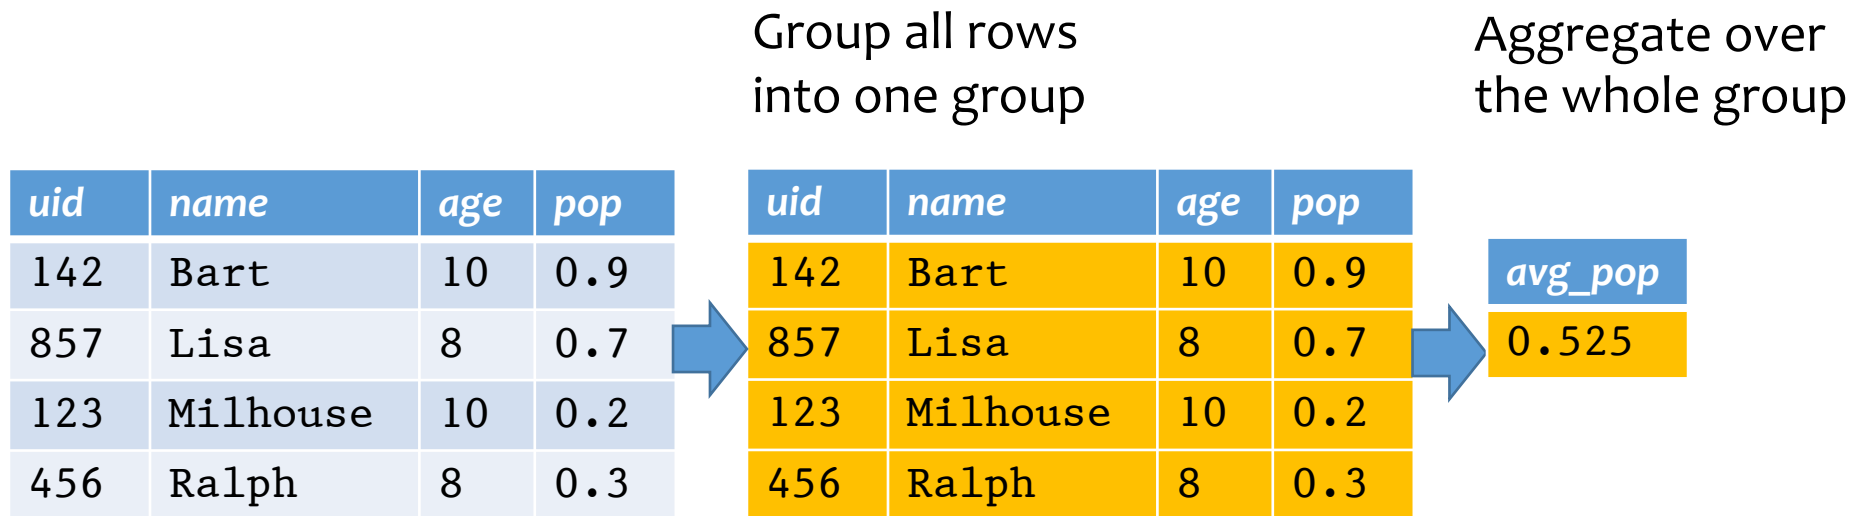 Group all rows
into one group
Aggregate over
the whole group
uid name age pop
142 Bart 10 0.9
857 Lisa 8 0.7
123 Milhouse 10 0.2
456 Ralph 8 0.3
uid name age pop
142 Bart 10 0.9
857 Lisa 8 0.7
123 Milhouse 10 0.2
456 Ralph 8 0.3
avg_pop
0.525